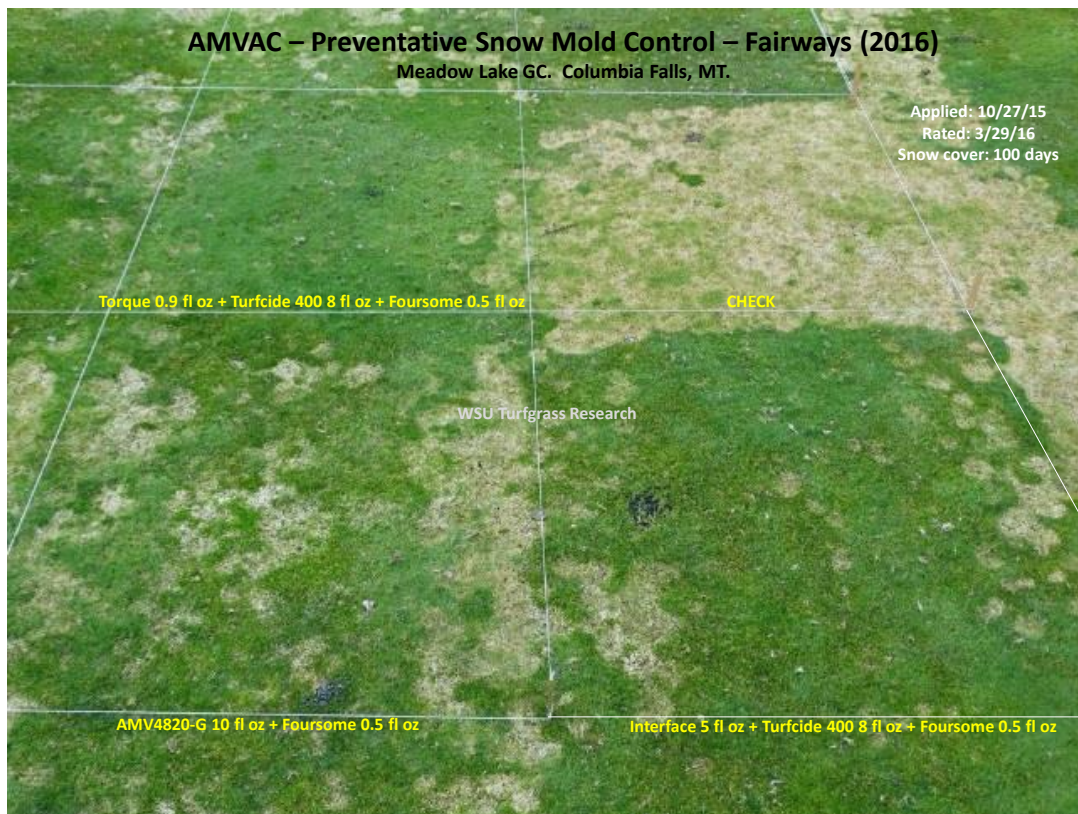 AMVAC – Preventative Snow Mold Control – Fairways (2016)
Meadow Lake GC.  Columbia Falls, MT.
Applied: 10/27/15
Rated: 3/29/16
Snow cover: 100 days
Torque 0.9 fl oz + Turfcide 400 8 fl oz + Foursome 0.5 fl oz
CHECK
WSU Turfgrass Research
AMV4820-G 10 fl oz + Foursome 0.5 fl oz
Interface 5 fl oz + Turfcide 400 8 fl oz + Foursome 0.5 fl oz